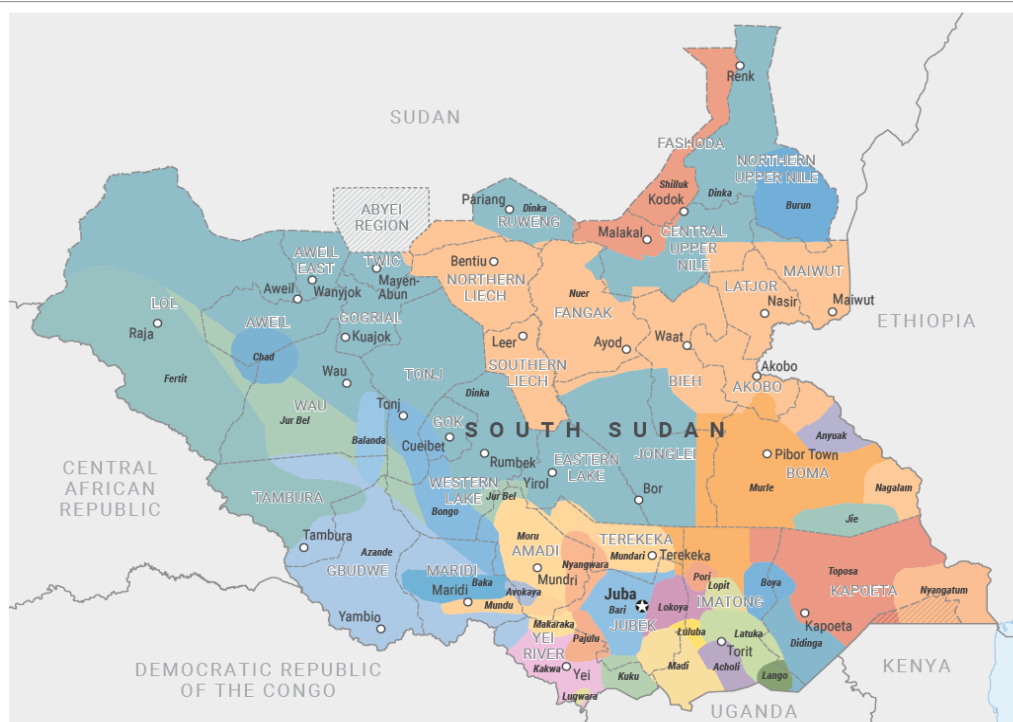 Renk
SUDAN
FASHODA
NORTHERN
UPPER NILE
Shilluk
Kodok
Dinka
Burun
ABYEI
REGION
Pariang
Dinka
RUWENG
Malakal
CENTRAL
UPPER
NILE
AWEIL
EAST
TWIC
Mayen-
Abun
Bentiu
NORTHERN
LIECH
Nuer
FANGAK
LATJOR
MAIWUT
Nasir
Maiwut
ETHIOPIA
Aweil
Wanyjok
LOL
Raja
AWEIL
GOGRIAL
Kuajok
Chad
Leer
SOUTHERN
LIECH
Ayod
Waat
BIEH
Akobo
AKOBO
Fertit
Wau
TONJ
Dinka
WAU
Jur Bel
Tonj
Balanda
Cueibet
GOK
SOUTH SUDAN
Anyuak
Pibor Town
BOMA
Murle
Nagalam
Jie
CENTRAL
AFRICAN
REPUBLIC
Rumbek
EASTERN
LAKE
Yirol
JONGLEI
Bor
WESTERN
LAKE
Jur Bel
Bongo
TAMBURA
Tambura
Azande
GBUDWE
Moru
AMADI
Mundri
TEREKEKA
Mundari
Terekeka
Nyangwara
MARIDI
Baka
Maridi
Avokaya
Mundu
Juba
Bari
JUBEK
Pori
Lopit
Lokoya
IMATONG
Boya
Toposa
KAPOETA
Nyangatum
Kapoeta
Yambio
Makaraka
YEI
RIVER
Pajulu
Luluba
Latuka
Torit
Didinga
Kakwa
Yei
Kuku
Madi
Acholi
Lango
Lugwara
KENYA
DEMOCRATIC REPUBLIC
OF THE CONGO
UGANDA